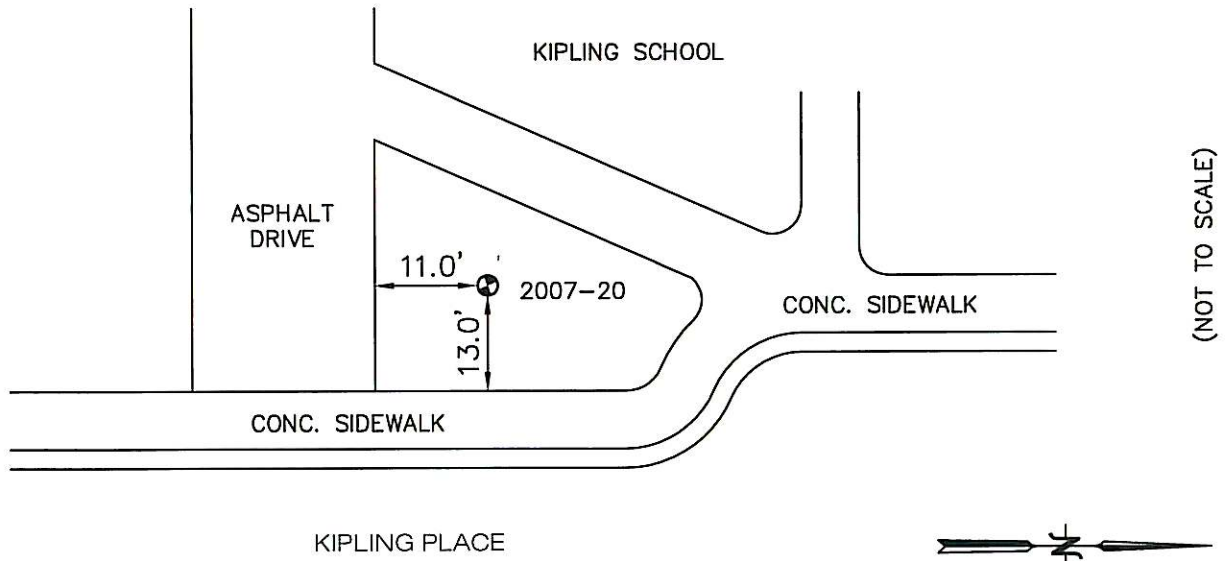 KIPLING SCHOOL
(NOT TO SCALE)
ASPHALT
DRIVE
11.0'
2007-20
13.0'
CONC. SIDEWALK
CONC. SIDEWALK
KIPLING PLACE
N